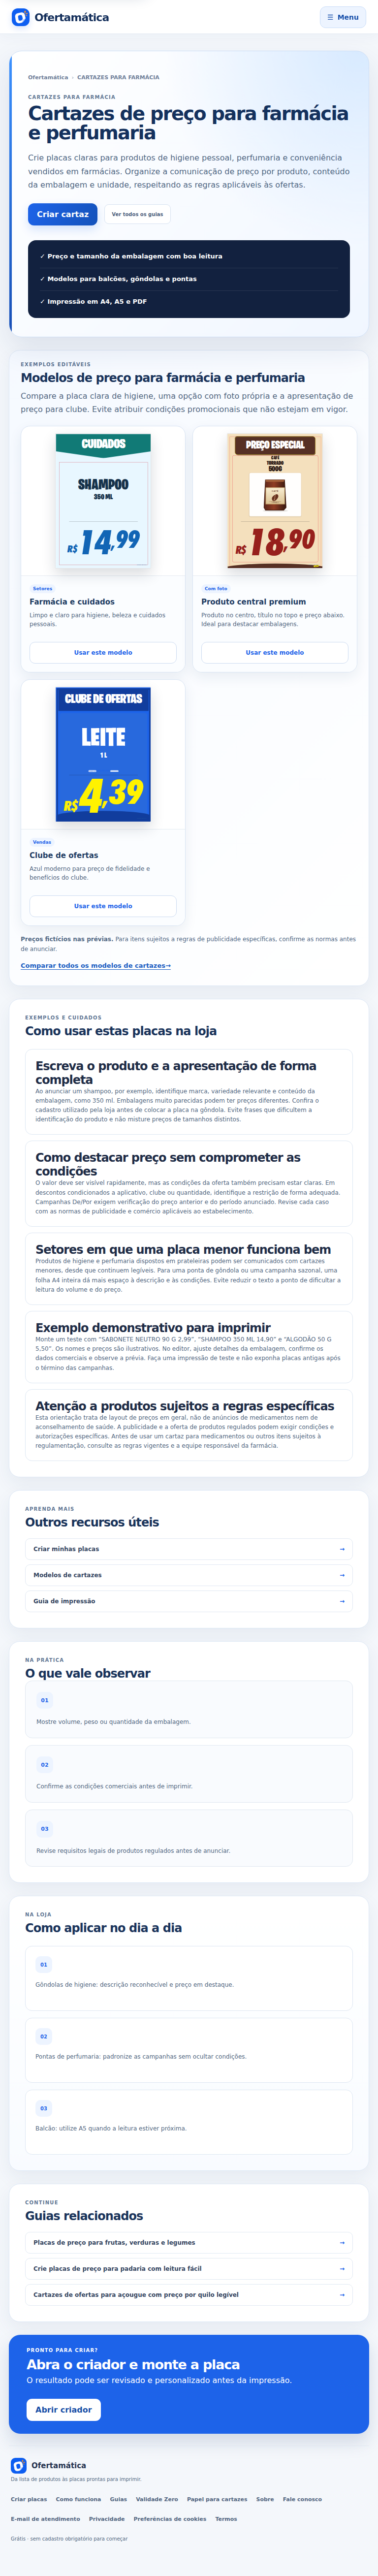 Ofertamática
☰ Menu
Ofertamática › CARTAZES PARA FARMÁCIA
CARTAZES PARA FARMÁCIA
Cartazes de preço para farmácia
e perfumaria
Crie placas claras para produtos de higiene pessoal, perfumaria e conveniência
vendidos em farmácias. Organize a comunicação de preço por produto, conteúdo
da embalagem e unidade, respeitando as regras aplicáveis às ofertas.
Criar cartaz
Ver todos os guias
✓ Preço e tamanho da embalagem com boa leitura
✓ Modelos para balcões, gôndolas e pontas
✓ Impressão em A4, A5 e PDF
EXEMPLOS EDITÁVEIS
Modelos de preço para farmácia e perfumaria
Compare a placa clara de higiene, uma opção com foto própria e a apresentação de
preço para clube. Evite atribuir condições promocionais que não estejam em vigor.
CUIDADOS
SHAMPOO
350 ML
R$ 14,99
Setores
Farmácia e cuidados
Limpo e claro para higiene, beleza e cuidados
pessoais.
Usar este modelo
PREÇO ESPECIAL
CAFÉ
TORRADO
500G
R$ 18,90
Com foto
Produto central premium
Produto no centro, título no topo e preço abaixo.
Ideal para destacar embalagens.
Usar este modelo
CLUBE DE OFERTAS
LEITE
1 L
R$ 4,39
Vendas
Clube de ofertas
Azul moderno para preço de fidelidade e
benefícios do clube.
Usar este modelo
Preços fictícios nas prévias. Para itens sujeitos a regras de publicidade específicas, confirme as normas antes
de anunciar.
Comparar todos os modelos de cartazes→
EXEMPLOS E CUIDADOS
Como usar estas placas na loja
Escreva o produto e a apresentação de forma
completa
Ao anunciar um shampoo, por exemplo, identifique marca, variedade relevante e conteúdo da
embalagem, como 350 ml. Embalagens muito parecidas podem ter preços diferentes. Confira o
cadastro utilizado pela loja antes de colocar a placa na gôndola. Evite frases que dificultem a
identificação do produto e não misture preços de tamanhos distintos.
Como destacar preço sem comprometer as
condições
O valor deve ser visível rapidamente, mas as condições da oferta também precisam estar claras. Em
descontos condicionados a aplicativo, clube ou quantidade, identifique a restrição de forma adequada.
Campanhas De/Por exigem verificação do preço anterior e do período anunciado. Revise cada caso
com as normas de publicidade e comércio aplicáveis ao estabelecimento.
Setores em que uma placa menor funciona bem
Produtos de higiene e perfumaria dispostos em prateleiras podem ser comunicados com cartazes
menores, desde que continuem legíveis. Para uma ponta de gôndola ou uma campanha sazonal, uma
folha A4 inteira dá mais espaço à descrição e às condições. Evite reduzir o texto a ponto de dificultar a
leitura do volume e do preço.
Exemplo demonstrativo para imprimir
Monte um teste com “SABONETE NEUTRO 90 G 2,99”, “SHAMPOO 350 ML 14,90” e “ALGODÃO 50 G
5,50”. Os nomes e preços são ilustrativos. No editor, ajuste detalhes da embalagem, confirme os
dados comerciais e observe a prévia. Faça uma impressão de teste e não exponha placas antigas após
o término das campanhas.
Atenção a produtos sujeitos a regras específicas
Esta orientação trata de layout de preços em geral, não de anúncios de medicamentos nem de
aconselhamento de saúde. A publicidade e a oferta de produtos regulados podem exigir condições e
autorizações específicas. Antes de usar um cartaz para medicamentos ou outros itens sujeitos à
regulamentação, consulte as regras vigentes e a equipe responsável da farmácia.
APRENDA MAIS
Outros recursos úteis
Criar minhas placas →
Modelos de cartazes →
Guia de impressão →
NA PRÁTICA
O que vale observar
01
Mostre volume, peso ou quantidade da embalagem.
02
Confirme as condições comerciais antes de imprimir.
03
Revise requisitos legais de produtos regulados antes de anunciar.
NA LOJA
Como aplicar no dia a dia
01
Gôndolas de higiene: descrição reconhecível e preço em destaque.
02
Pontas de perfumaria: padronize as campanhas sem ocultar condições.
03
Balcão: utilize A5 quando a leitura estiver próxima.
CONTINUE
Guias relacionados
Placas de preço para frutas, verduras e legumes →
Crie placas de preço para padaria com leitura fácil →
Cartazes de ofertas para açougue com preço por quilo legível →
PRONTO PARA CRIAR?
Abra o criador e monte a placa
O resultado pode ser revisado e personalizado antes da impressão.
Abrir criador
Ofertamática
Da lista de produtos às placas prontas para imprimir.
Criar placas Como funciona Guias Validade Zero Papel para cartazes Sobre Fale conosco
E-mail de atendimento Privacidade Preferências de cookies Termos
Grátis · sem cadastro obrigatório para começar